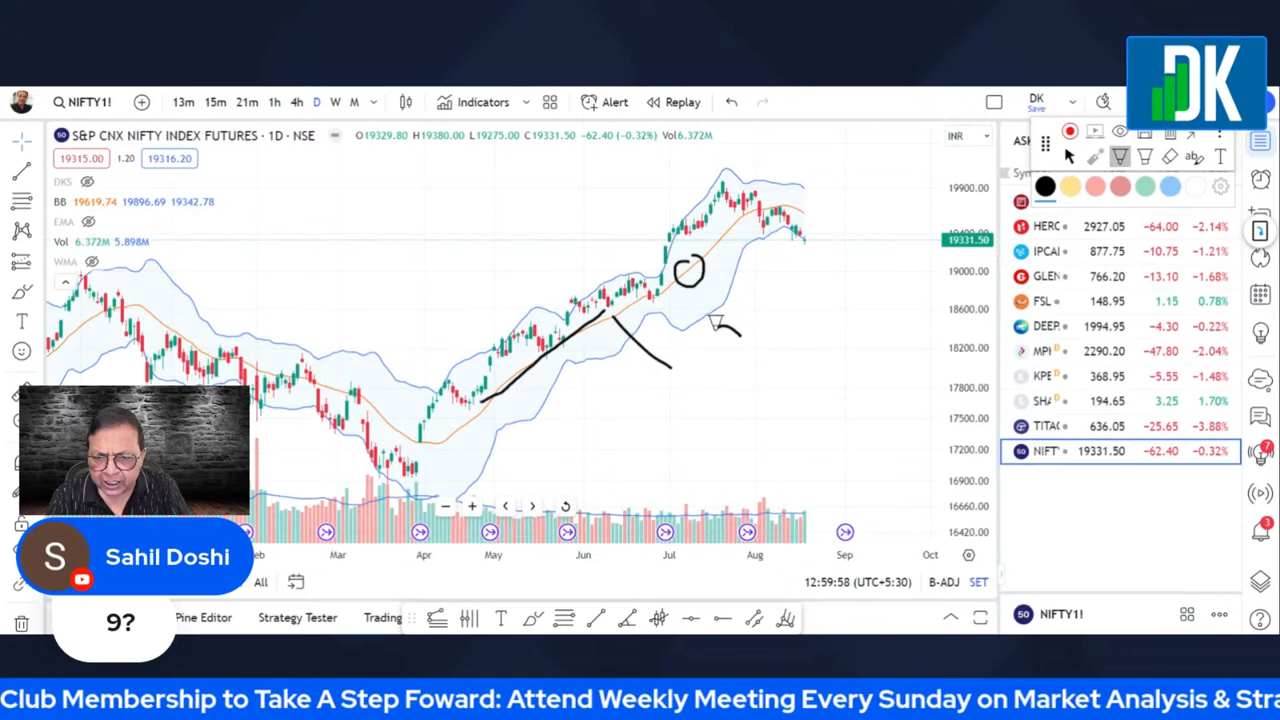 DK
NIFTY1!
13m 15m 21m 1h 4h D W M
Indicators
Alert
Replay
DK
Save
S&P CNX NIFTY INDEX FUTURES · 1D · NSE
O19329.80 H19380.00 L19275.00 C19331.50 −62.40 (−0.32%) Vol6.372M
INR
19315.00 1.20 19316.20
DKS
BB 19619.74 19896.69 19342.78
EMA
Vol 6.372M 5.898M
WMA
19900.00
19331.50
19000.00
18600.00
18200.00
17800.00
17500.00
17200.00
16900.00
16660.00
16420.00
Mar Apr May Jun Jul Aug Sep Oct
HERC 2927.05 −64.00 −2.14%
IPCAI 877.75 −10.75 −1.21%
GLEN 766.20 −13.10 −1.68%
FSL 148.95 1.15 0.78%
DEEP 1994.95 −4.30 −0.22%
MPI D 2290.20 −47.80 −2.04%
KPE D 368.95 −5.55 −1.48%
SHA D 194.65 3.25 1.70%
TITA 636.05 −25.65 −3.88%
NIFT 19331.50 −62.40 −0.32%
7
3
All
12:59:58 (UTC+5:30) B-ADJ SET
Pine Editor Strategy Tester Trading
NIFTY1!
S
Sahil Doshi
9?
Club Membership to Take A Step Foward: Attend Weekly Meeting Every Sunday on Market Analysis & Stra